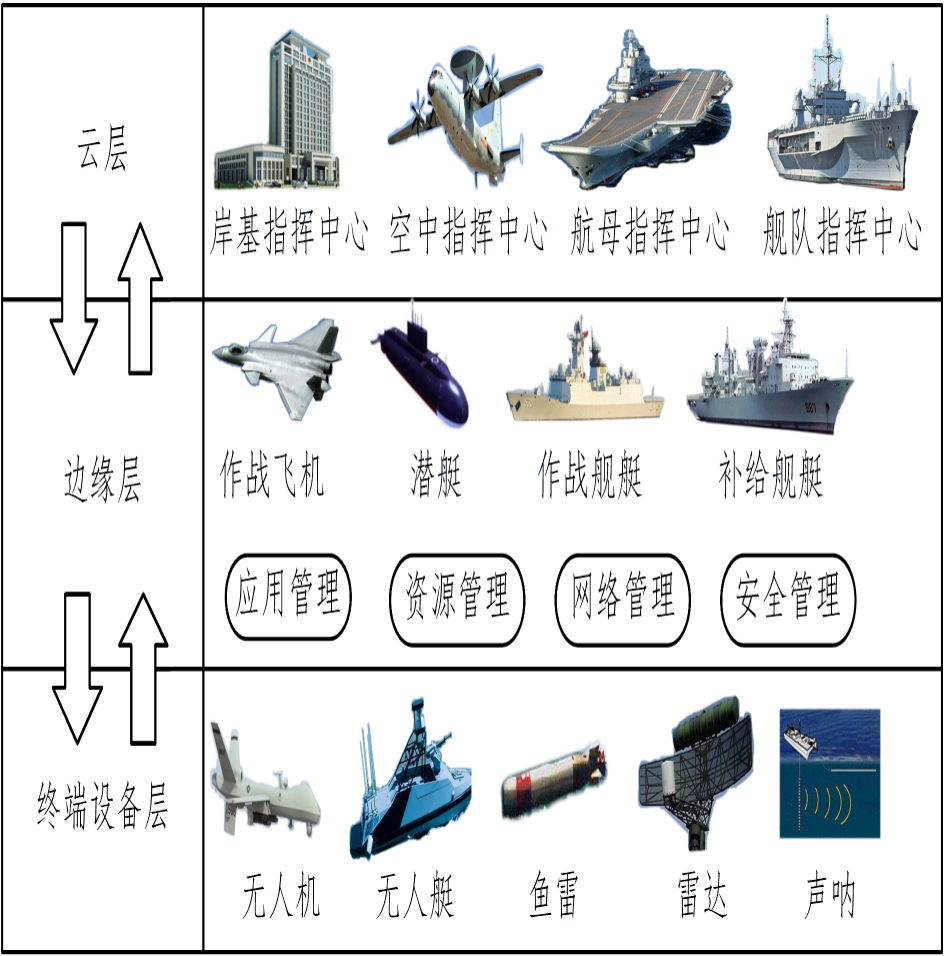 云层
岸基指挥中心 空中指挥中心 航母指挥中心 舰队指挥中心
边缘层
作战飞机 潜艇 作战舰艇 补给舰艇
应用管理 资源管理 网络管理 安全管理
终端设备层
无人机 无人艇 鱼雷 雷达 声呐